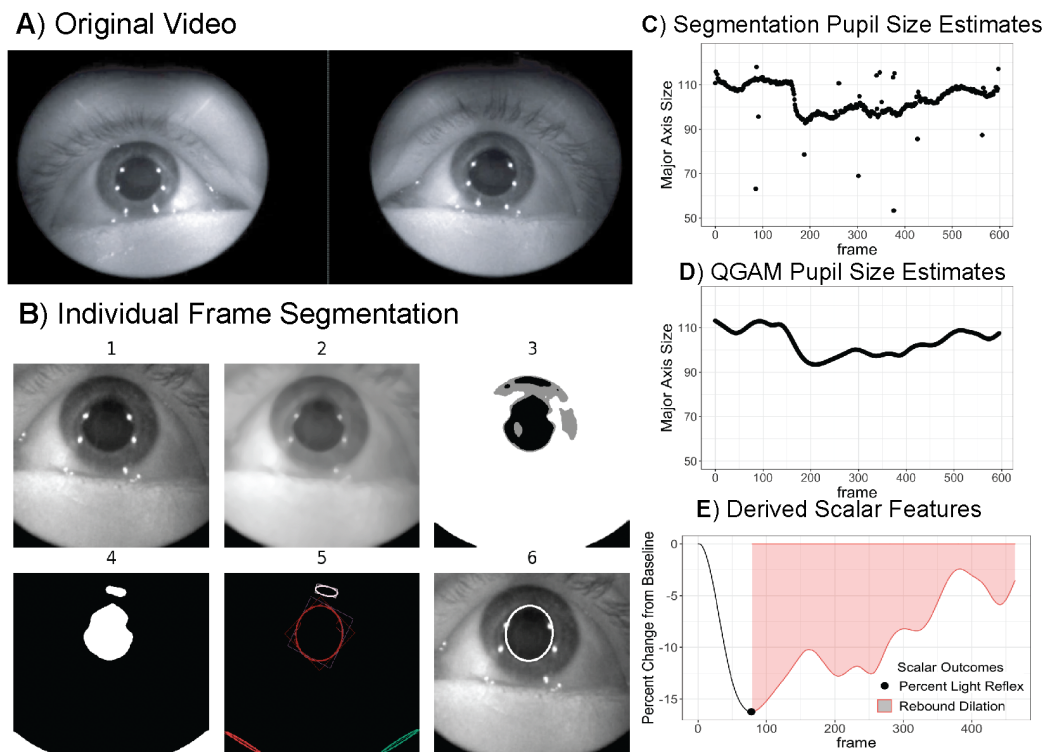 A) Original Video
B) Individual Frame Segmentation
1
2
3
4
5
6
C) Segmentation Pupil Size Estimates
Major Axis Size
110
90
70
50
0
100
200
300
400
500
600
frame
D) QGAM Pupil Size Estimates
Major Axis Size
110
90
70
50
0
100
200
300
400
500
600
frame
E) Derived Scalar Features
Percent Change from Baseline
0
-5
-10
-15
0
100
200
300
400
frame
Scalar Outcomes
Percent Light Reflex
Rebound Dilation